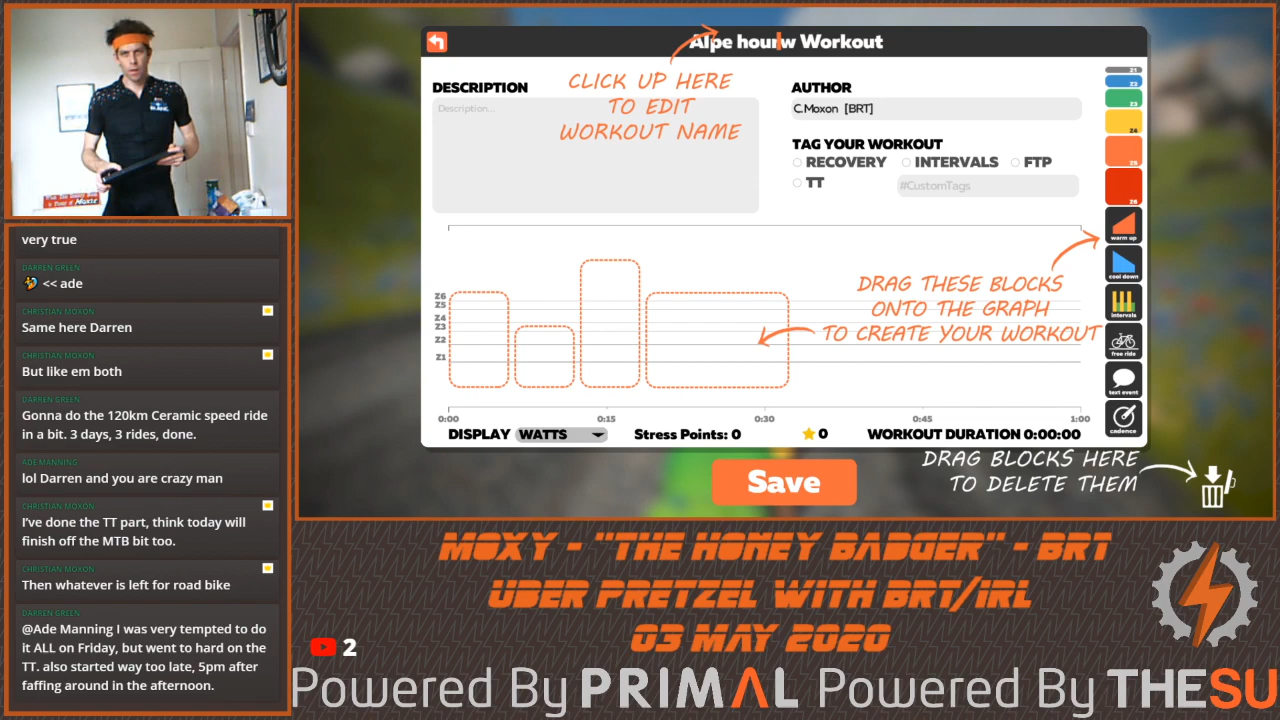 very true
DARREN GREEN
<< ade
CHRISTIAN MOXON
Same here Darren
CHRISTIAN MOXON
But like em both
DARREN GREEN
Gonna do the 120km Ceramic speed ride
in a bit. 3 days, 3 rides, done.
ADE MANNING
lol Darren and you are crazy man
CHRISTIAN MOXON
I've done the TT part, think today will
finish off the MTB bit too.
CHRISTIAN MOXON
Then whatever is left for road bike
DARREN GREEN
@Ade Manning I was very tempted to do
it ALL on Friday, but went to hard on the
TT. also started way too late, 5pm after
faffing around in the afternoon.
Alpe hourw Workout
CLICK UP HERE
TO EDIT
WORKOUT NAME
DESCRIPTION
Description...
AUTHOR
C.Moxon [BRT]
TAG YOUR WORKOUT
RECOVERY INTERVALS FTP
TT
#CustomTags
Z1
Z2
Z3
Z4
Z5
Z6
warm up
cool down
intervals
free ride
text event
cadence
DRAG THESE BLOCKS
ONTO THE GRAPH
TO CREATE YOUR WORKOUT
Z6
Z5
Z4
Z3
Z2
Z1
0:00 0:15 0:30 0:45 1:00
DISPLAY WATTS Stress Points: 0 0 WORKOUT DURATION 0:00:00
DRAG BLOCKS HERE
TO DELETE THEM
Save
MOXY - "THE HONEY BADGER" - BRT
UBER PRETZEL WITH BRT/IRL
03 MAY 2020
2
Powered By PRIMAL Powered By THESU